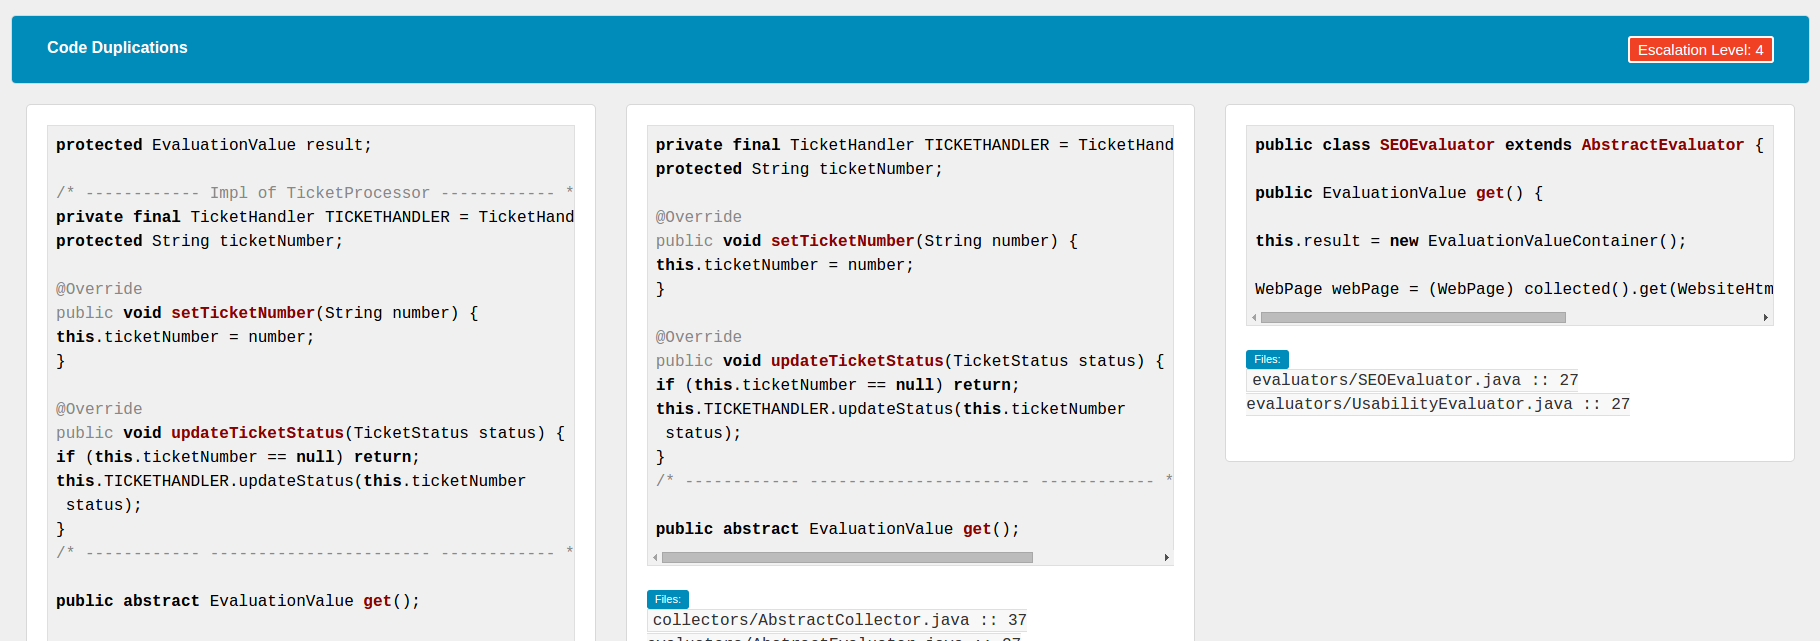 Code Duplications
Escalation Level: 4
protected EvaluationValue result;
/* ------------ Impl of TicketProcessor ------------ *
private final TicketHandler TICKETHANDLER = TicketHand
protected String ticketNumber;
@Override
public void setTicketNumber(String number) {
this.ticketNumber = number;
}
@Override
public void updateTicketStatus(TicketStatus status) {
if (this.ticketNumber == null) return;
this.TICKETHANDLER.updateStatus(this.ticketNumber
status);
}
/* ------------ ----------------------- ------------ *
public abstract EvaluationValue get();
private final TicketHandler TICKETHANDLER = TicketHand
protected String ticketNumber;
@Override
public void setTicketNumber(String number) {
this.ticketNumber = number;
}
@Override
public void updateTicketStatus(TicketStatus status) {
if (this.ticketNumber == null) return;
this.TICKETHANDLER.updateStatus(this.ticketNumber
status);
}
/* ------------ ----------------------- ------------ *
public abstract EvaluationValue get();
Files:
collectors/AbstractCollector.java :: 37
evaluators/AbstractEvaluator.java :: 27
public class SEOEvaluator extends AbstractEvaluator {
public EvaluationValue get() {
this.result = new EvaluationValueContainer();
WebPage webPage = (WebPage) collected().get(WebsiteHtm
Files:
evaluators/SEOEvaluator.java :: 27
evaluators/UsabilityEvaluator.java :: 27